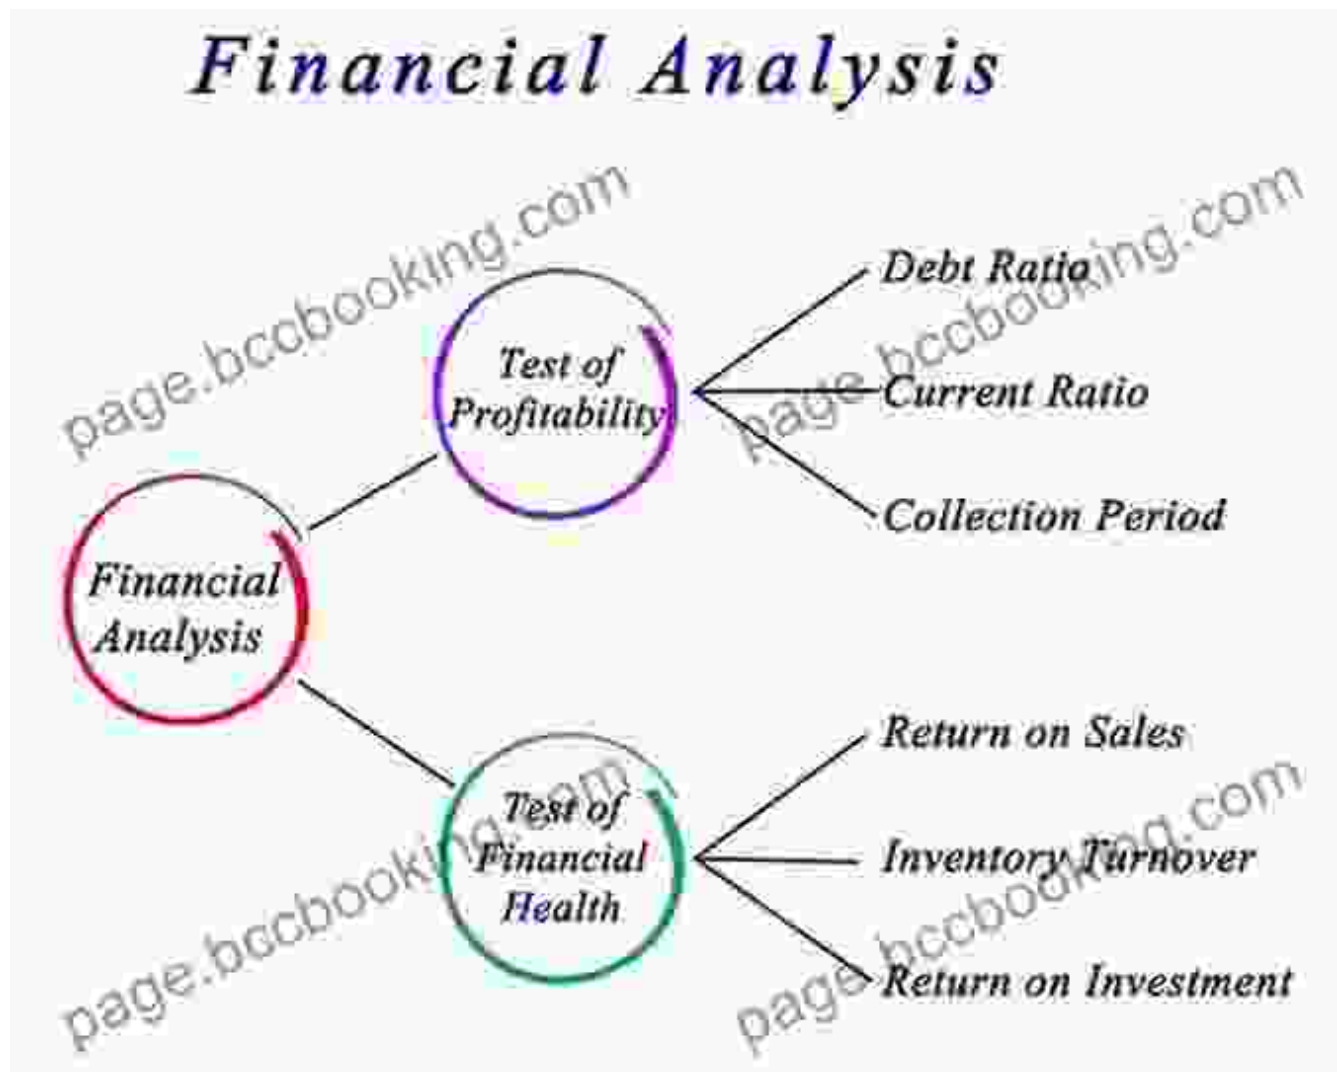 Financial Analysis
page.bccbooking.com
page.bccbooking.com
Test of
Profitability
Debt Ratio
Current Ratio
Collection Period
Financial
Analysis
Test of
Financial
Health
Return on Sales
Inventory Turnover
Return on Investment
page.bccbooking.com
page.bccbooking.com